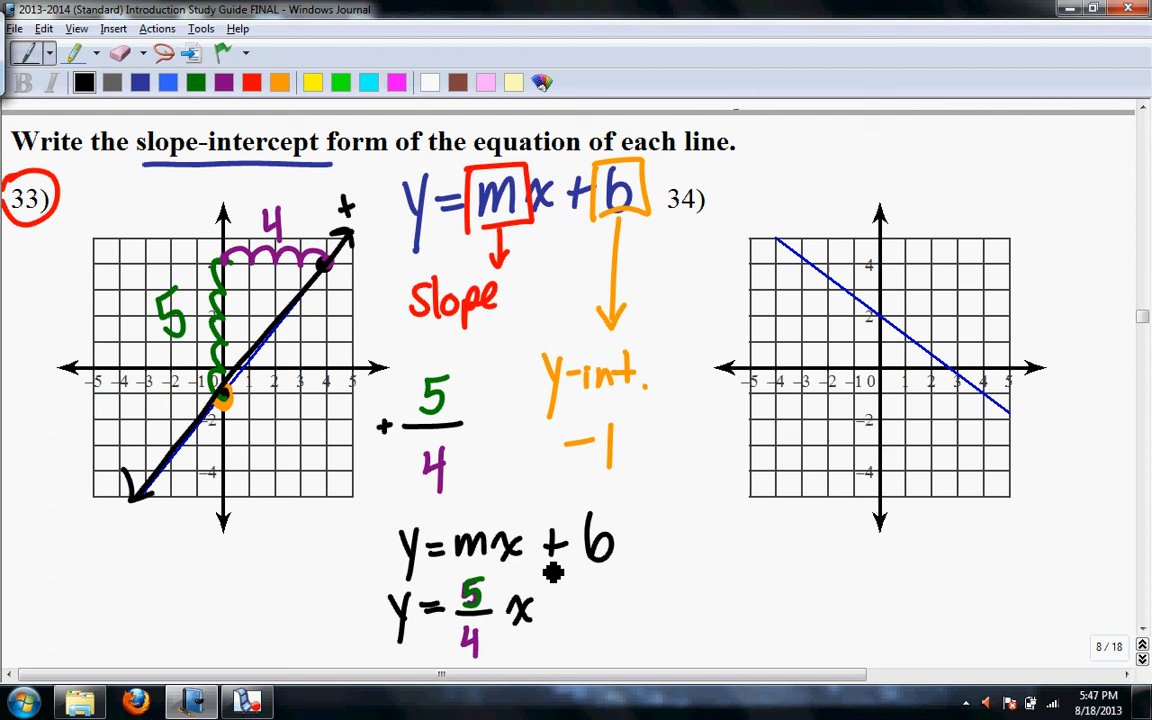 2013-2014 (Standard) Introduction Study Guide FINAL - Windows Journal
File Edit View Insert Actions Tools Help
B I
Write the slope-intercept form of the equation of each line.
33)
y = mx + b
34)
+
4
5
slope
y-int.
-1
+ 5
4
y = mx + b
y = 5/4 x
-5 -4 -3 -2 -1 0 1 2 3 4 5
-2
-4
4
2
-5 -4 -3 -2 -1 0 1 2 3 4 5
-2
-4
8 / 18
5:47 PM
8/18/2013